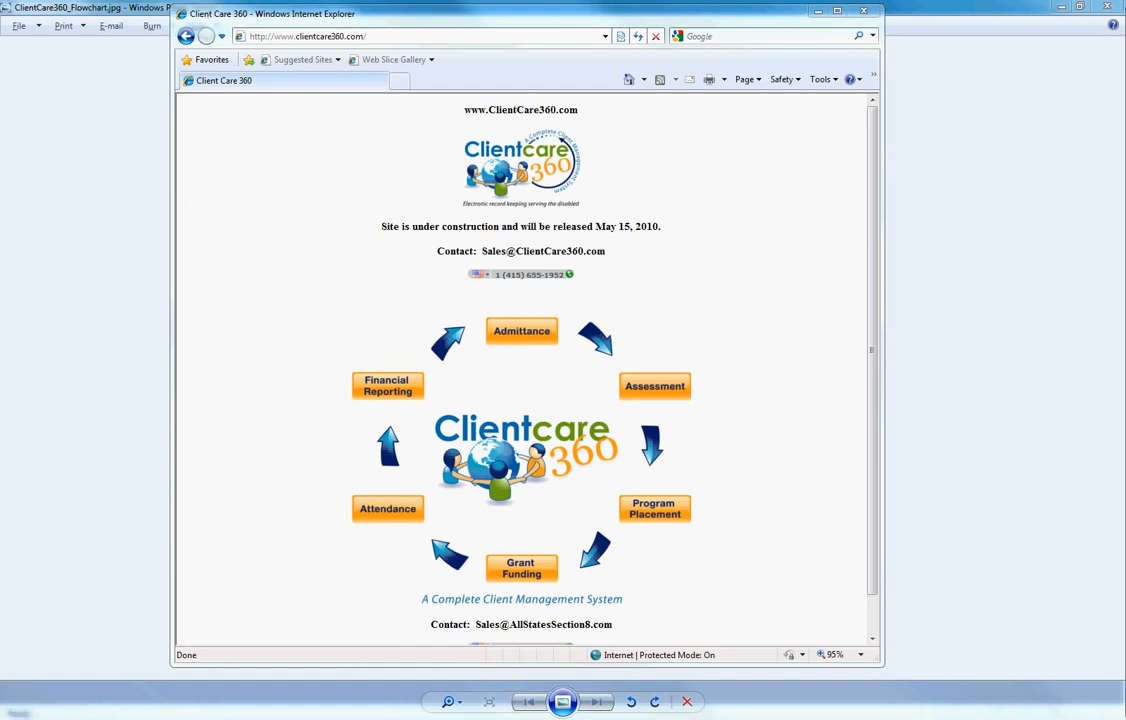 ClientCare360_Flowchart.jpg - Windows P
File Print E-mail Burn
Client Care 360 - Windows Internet Explorer
http://www.clientcare360.com/
Google
Favorites Suggested Sites Web Slice Gallery
Client Care 360
Page Safety Tools
www.ClientCare360.com
A Complete Client Management System
Clientcare
360
Electronic record keeping serving the disabled
Site is under construction and will be released May 15, 2010.
Contact: Sales@ClientCare360.com
1 (415) 655-1952
Admittance
Financial
Reporting
Assessment
Clientcare
360
Attendance
Program
Placement
Grant
Funding
A Complete Client Management System
Contact: Sales@AllStatesSection8.com
Done
Internet | Protected Mode: On
95%